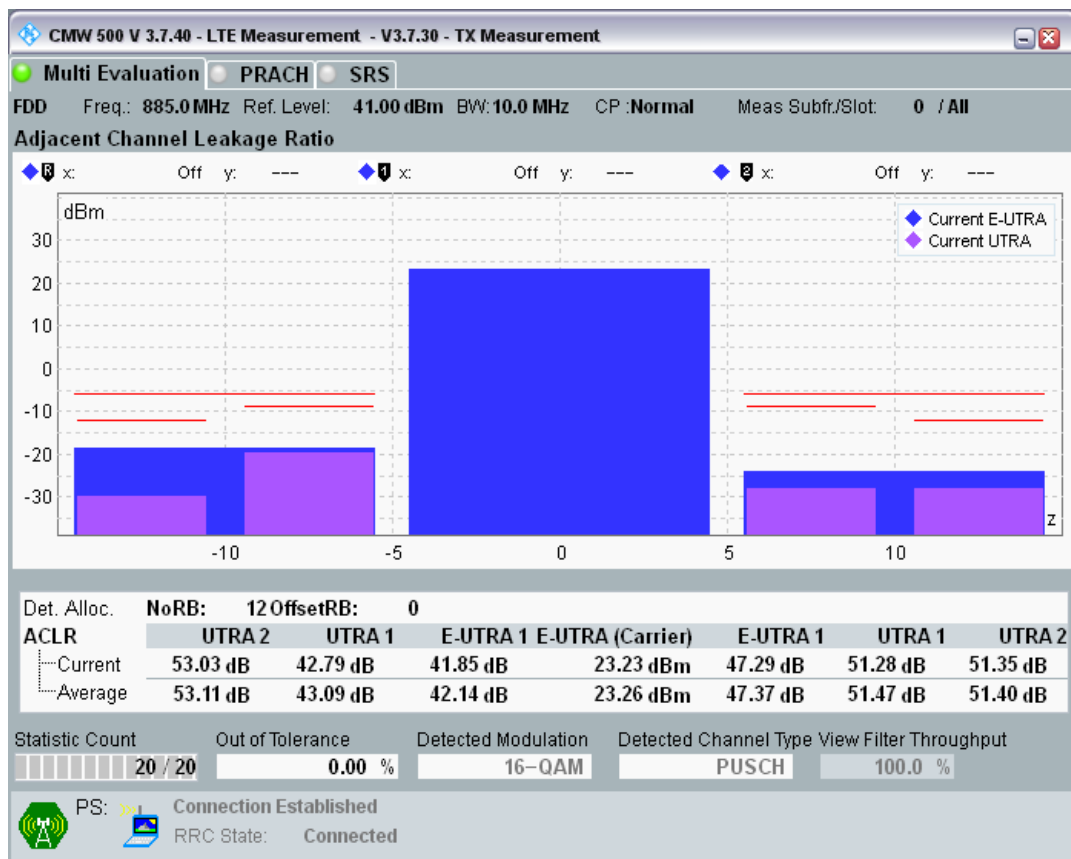 CMW 500 V 3.7.40 - LTE Measurement - V3.7.30 - TX Measurement
Multi Evaluation PRACH SRS
FDD Freq.: 885.0 MHz Ref. Level: 41.00 dBm BW: 10.0 MHz CP :Normal Meas Subfr./Slot: 0 / All
Adjacent Channel Leakage Ratio
R x: Off y: --- 1 x: Off y: --- 2 x: Off y: ---
dBm
Current E-UTRA
Current UTRA
30
20
10
0
-10
-20
-30
z
-10 -5 0 5 10
Det. Alloc. NoRB: 12 OffsetRB: 0
ACLR UTRA 2 UTRA 1 E-UTRA 1 E-UTRA (Carrier) E-UTRA 1 UTRA 1 UTRA 2
Current 53.03 dB 42.79 dB 41.85 dB 23.23 dBm 47.29 dB 51.28 dB 51.35 dB
Average 53.11 dB 43.09 dB 42.14 dB 23.26 dBm 47.37 dB 51.47 dB 51.40 dB
Statistic Count Out of Tolerance Detected Modulation Detected Channel Type View Filter Throughput
20 / 20 0.00 % 16-QAM PUSCH 100.0 %
PS: Connection Established
RRC State: Connected